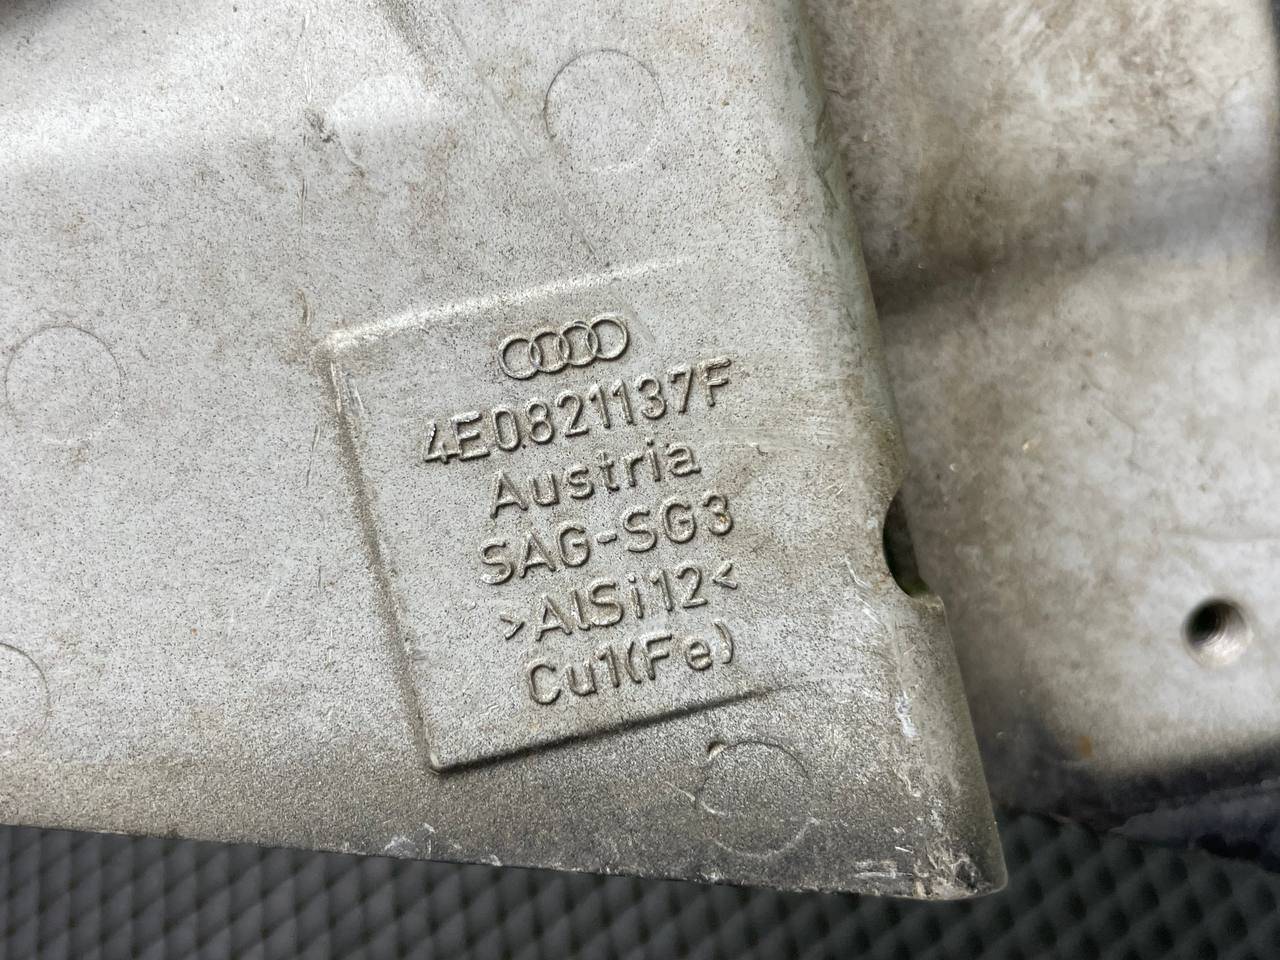 4E0821137F
Austria
SAG-SG3
>AlSi12<
Cu1(Fe)